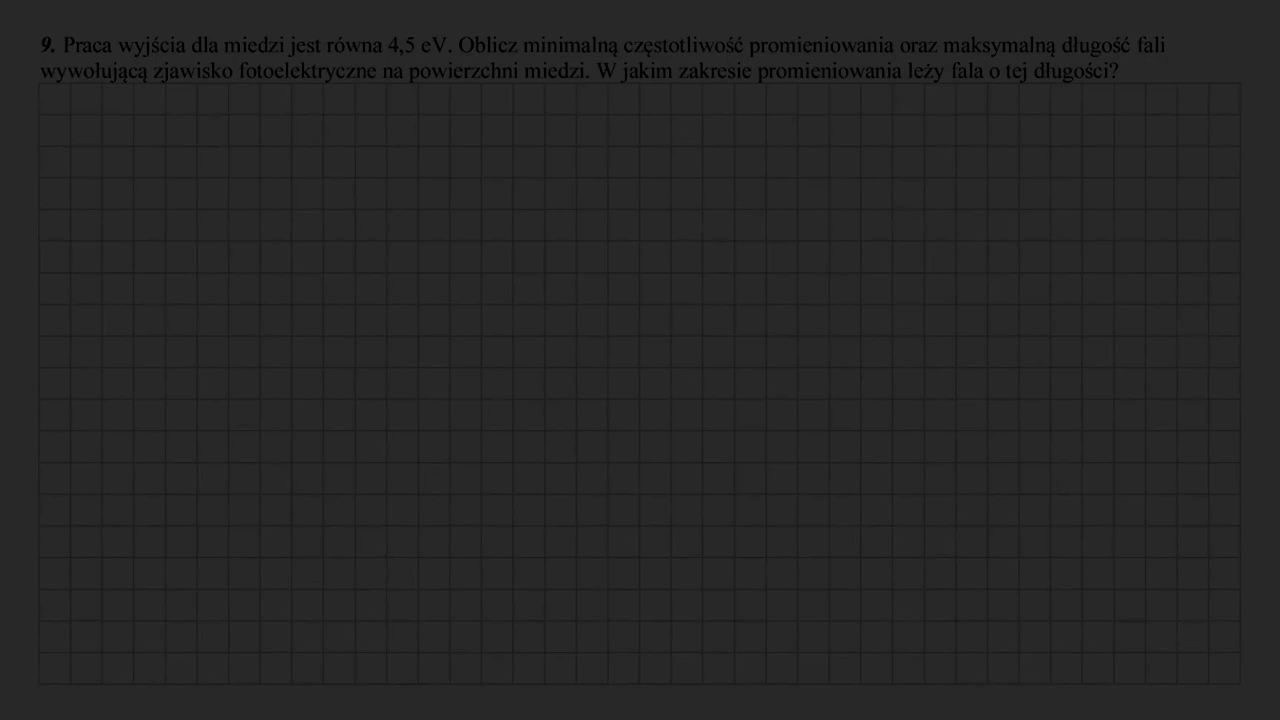 9. Praca wyjścia dla miedzi jest równa 4,5 eV. Oblicz minimalną częstotliwość promieniowania oraz maksymalną długość fali
wywołującą zjawisko fotoelektryczne na powierzchni miedzi. W jakim zakresie promieniowania leży fala o tej długości?